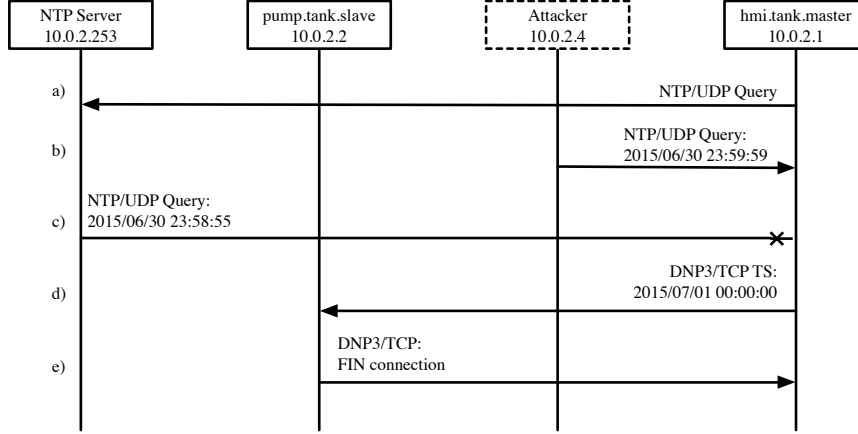 NTP Server
10.0.2.253
pump.tank.slave
10.0.2.2
Attacker
10.0.2.4
hmi.tank.master
10.0.2.1
a)
NTP/UDP Query
b)
NTP/UDP Query:
2015/06/30 23:59:59
c)
NTP/UDP Query:
2015/06/30 23:58:55
d)
DNP3/TCP TS:
2015/07/01 00:00:00
e)
DNP3/TCP:
FIN connection